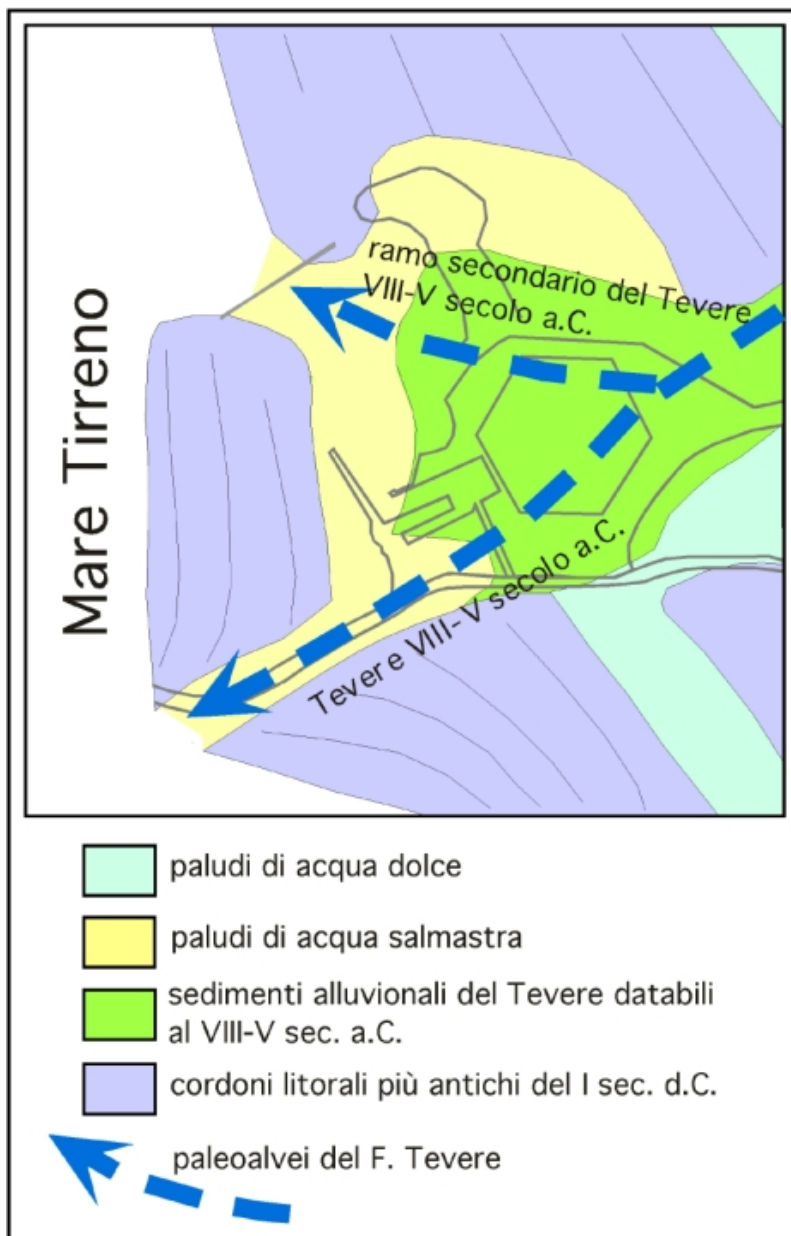 Mare Tirreno
ramo secondario del Tevere
VIII-V secolo a.C.
Tevere VIII-V secolo a.C.
paludi di acqua dolce
paludi di acqua salmastra
sedimenti alluvionali del Tevere databili
al VIII-V sec. a.C.
cordoni litorali più antichi del I sec. d.C.
paleoalvei del F. Tevere